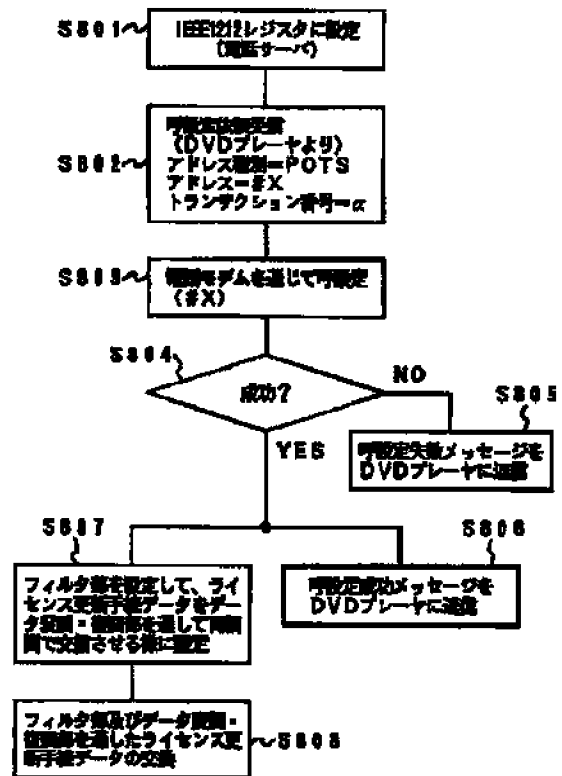 S801
IEEE1212レジスタに設定
(電話サーバ)
S802
呼設定依頼受信
(DVDプレーヤより)
アドレス種別=POTS
アドレス=#X
トランザクション番号=α
S803
モデムを通じて呼設定
(#X)
S804
成功?
NO
S805
呼設定失敗メッセージを
DVDプレーヤに送信
YES
S807
S806
フィルタ部を設定して、ライ
センス更新手続データをデー
タ変調・復調部を通して両側
間で交換させる様に設定
呼設定成功メッセージを
DVDプレーヤに送信
フィルタ部及びデータ変調・
復調部を通したライセンス更
新手続データの交換
S808